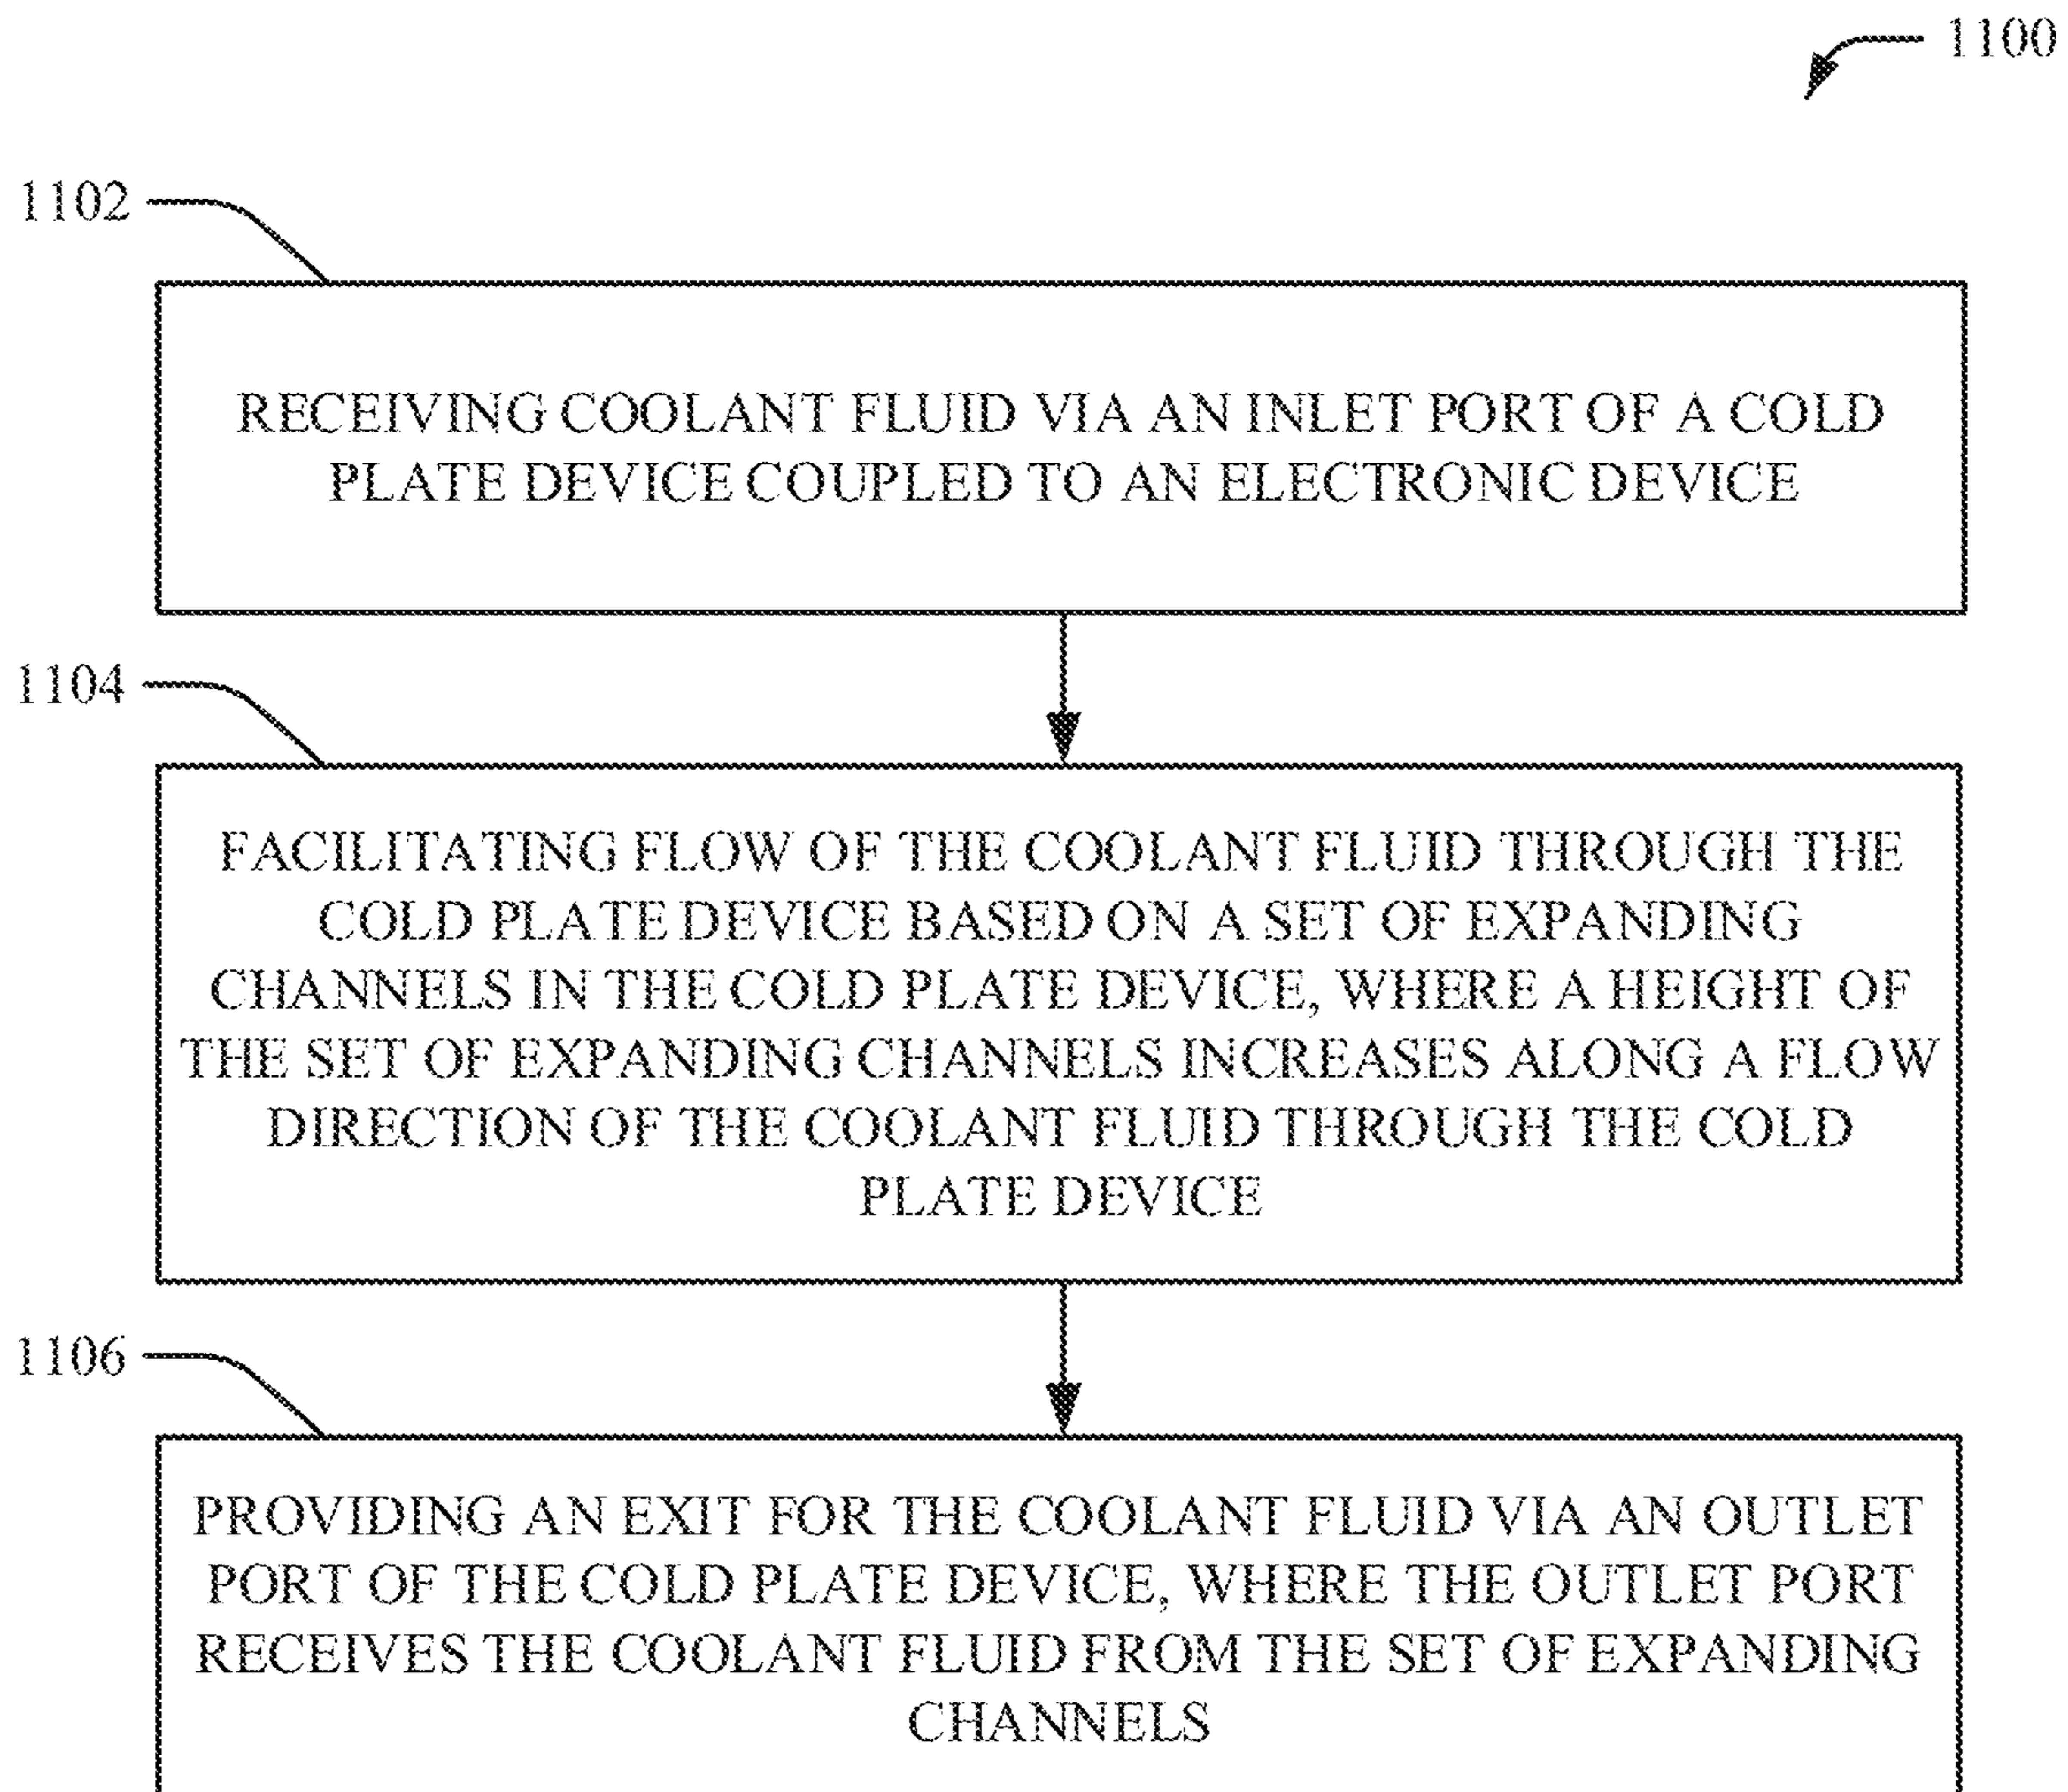 1100
1102
RECEIVING COOLANT FLUID VIA AN INLET PORT OF A COLD
PLATE DEVICE COUPLED TO AN ELECTRONIC DEVICE
1104
FACILITATING FLOW OF THE COOLANT FLUID THROUGH THE
COLD PLATE DEVICE BASED ON A SET OF EXPANDING
CHANNELS IN THE COLD PLATE DEVICE, WHERE A HEIGHT OF
THE SET OF EXPANDING CHANNELS INCREASES ALONG A FLOW
DIRECTION OF THE COOLANT FLUID THROUGH THE COLD
PLATE DEVICE
1106
PROVIDING AN EXIT FOR THE COOLANT FLUID VIA AN OUTLET
PORT OF THE COLD PLATE DEVICE, WHERE THE OUTLET PORT
RECEIVES THE COOLANT FLUID FROM THE SET OF EXPANDING
CHANNELS